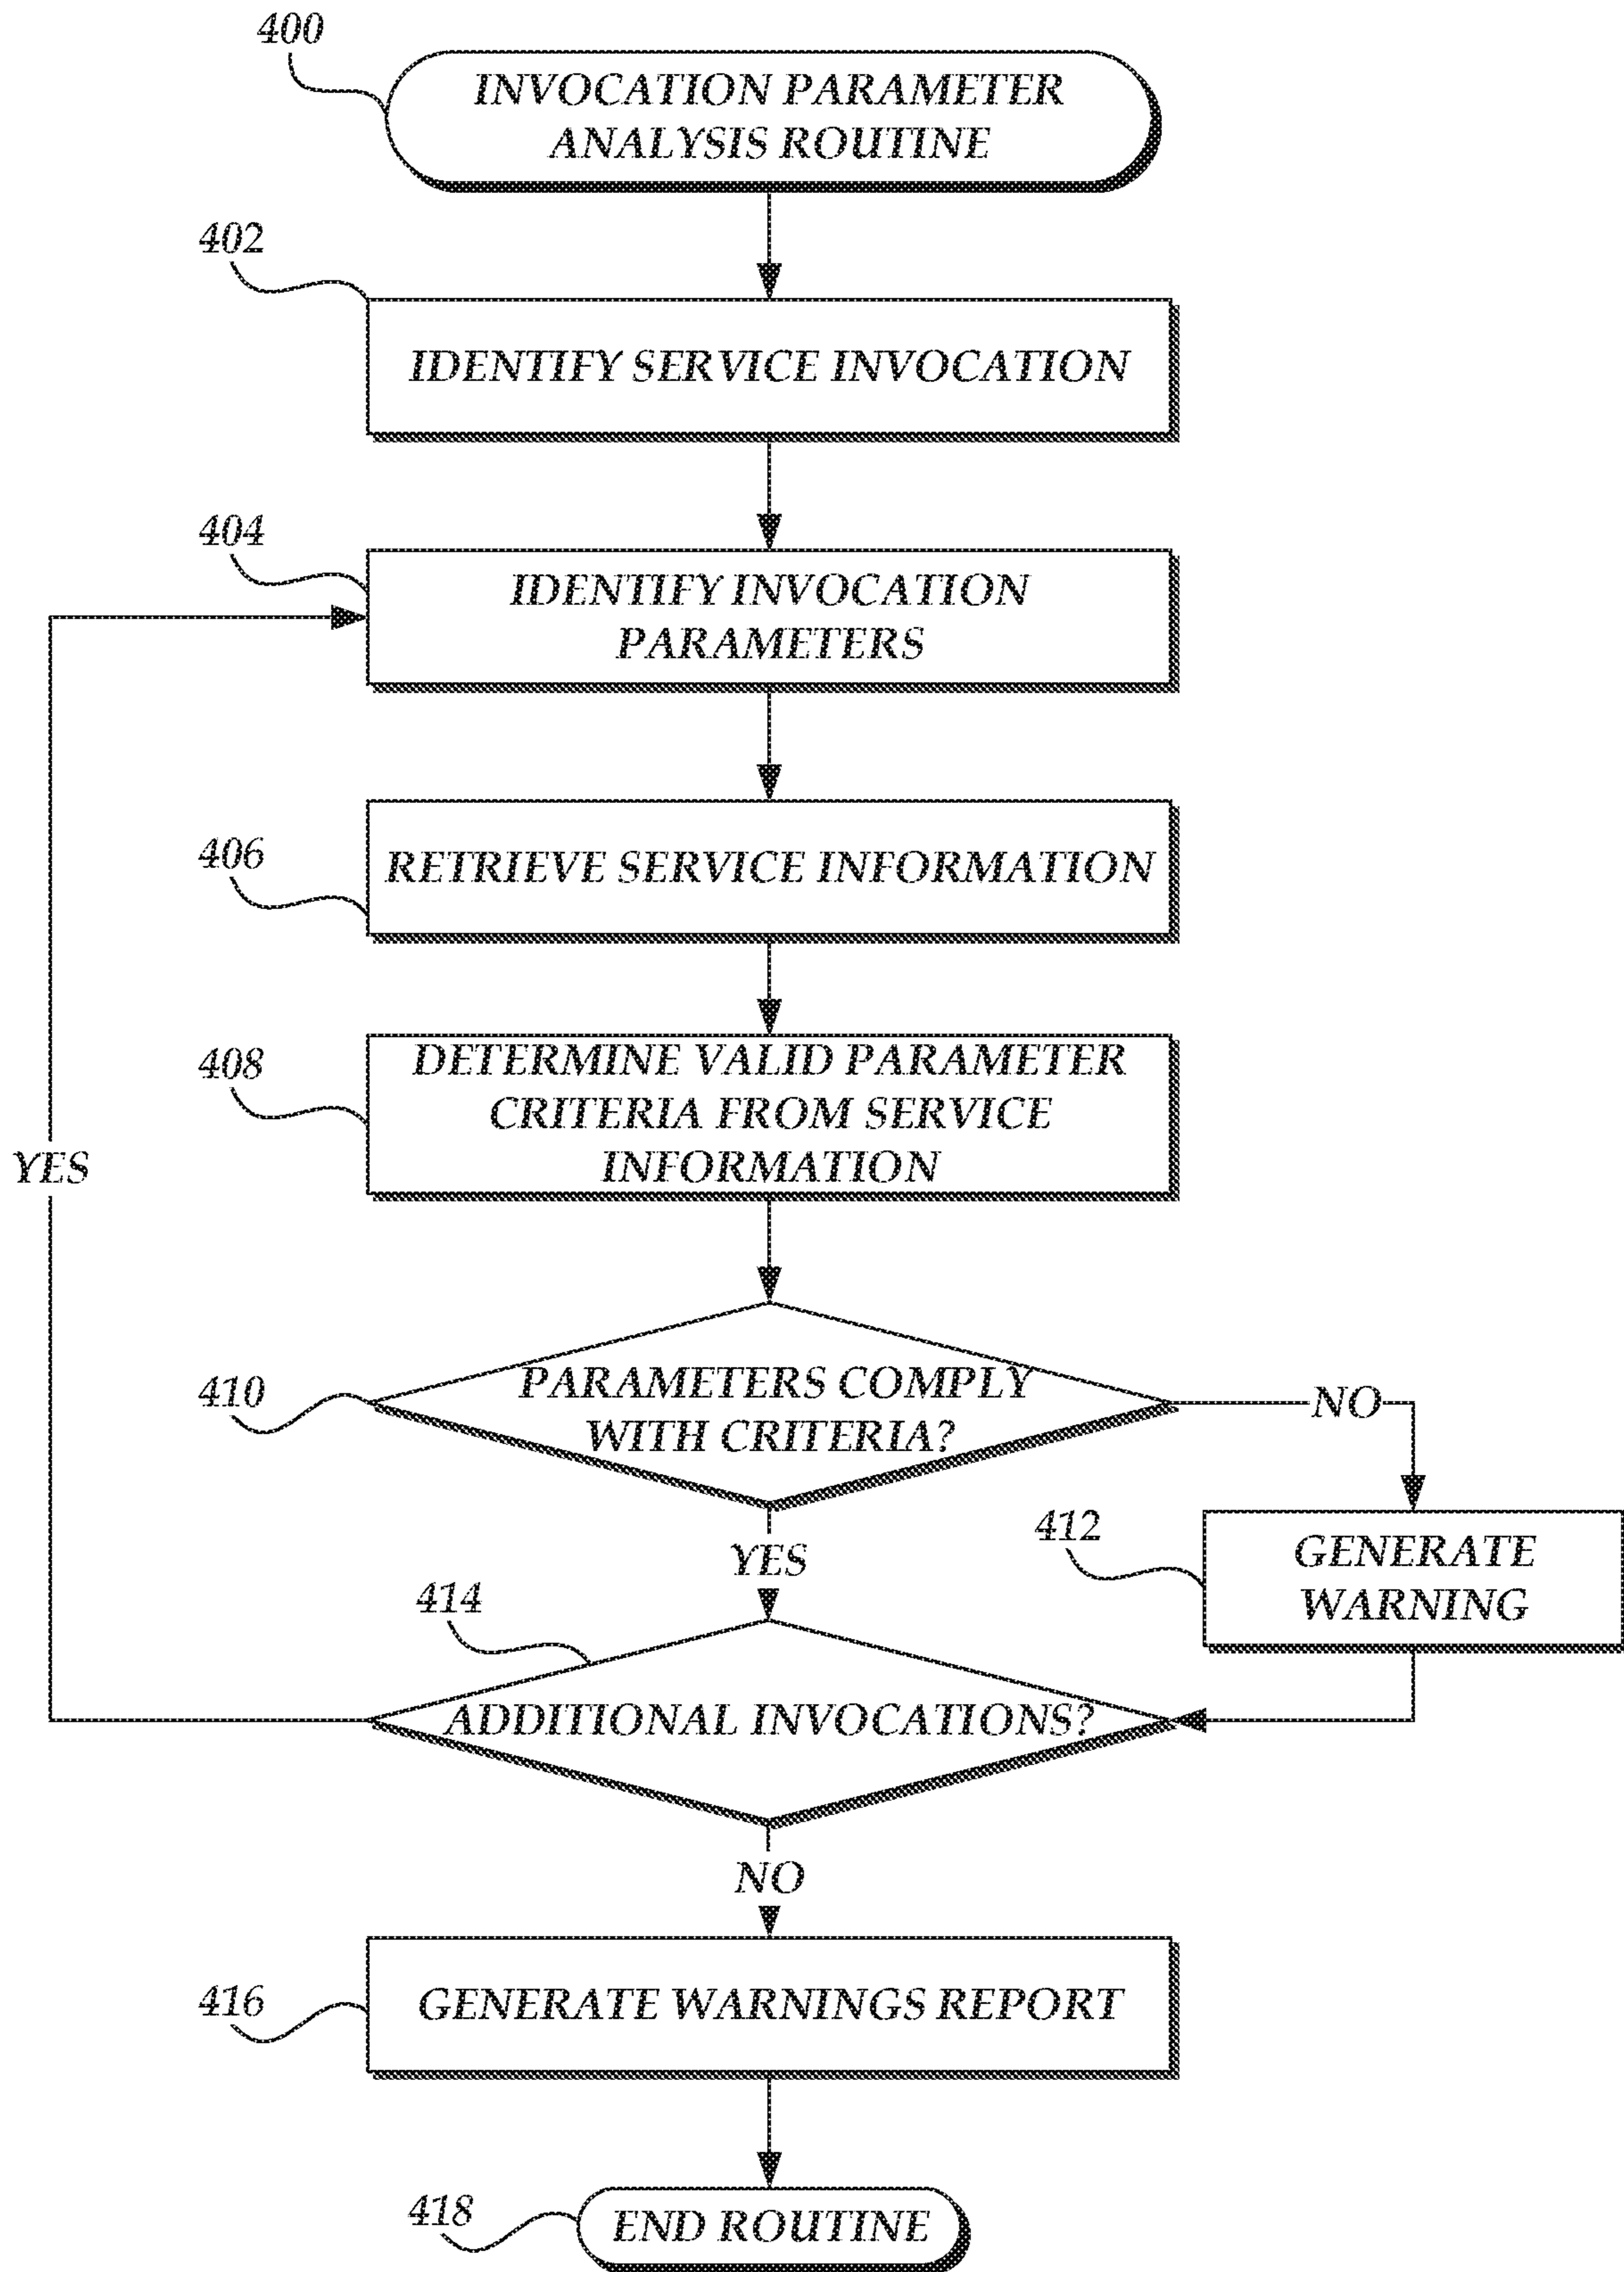 400
INVOCATION PARAMETER
ANALYSIS ROUTINE
402
IDENTIFY SERVICE INVOCATION
404
IDENTIFY INVOCATION
PARAMETERS
406
RETRIEVE SERVICE INFORMATION
408
DETERMINE VALID PARAMETER
CRITERIA FROM SERVICE
INFORMATION
YES
410
PARAMETERS COMPLY
WITH CRITERIA?
NO
412
GENERATE
WARNING
YES
414
ADDITIONAL INVOCATIONS?
NO
416
GENERATE WARNINGS REPORT
418
END ROUTINE